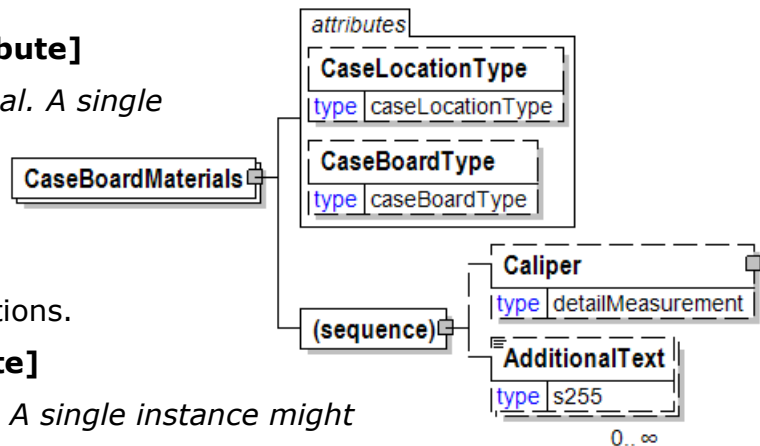 bute]
al. A single
tions.
te]
A single instance might
CaseBoardMaterials
attributes
CaseLocationType
type caseLocationType
CaseBoardType
type caseBoardType
(sequence)
Caliper
type detailMeasurement
AdditionalText
type s255
0..∞